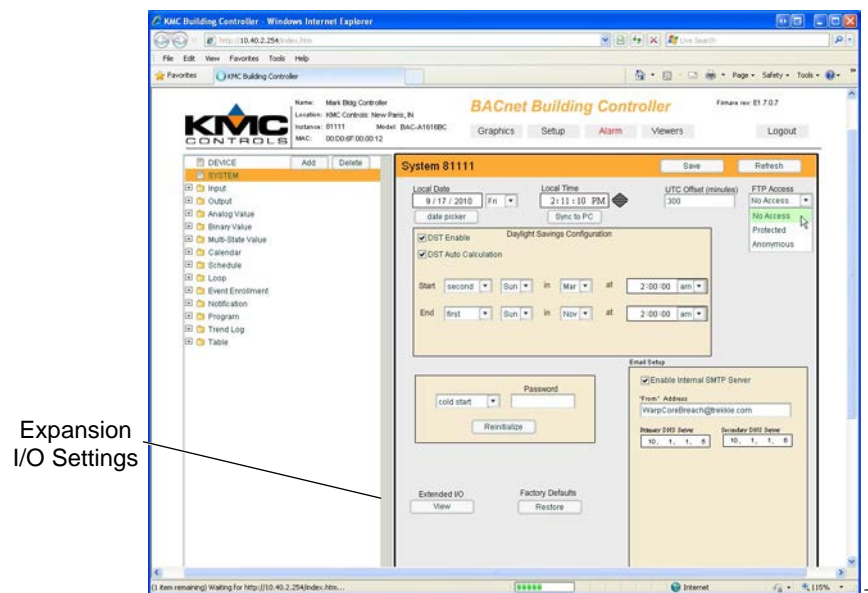 KMC Building Controller - Windows Internet Explorer
http://10.40.2.254/index.htm
Live Search
File Edit View Favorites Tools Help
Favorites KMC Building Controller
Page Safety Tools
KMC
CONTROLS
Name: Mark Bldg Controller
Location: KMC Controls: New Paris, IN
Instance: 81111 Model: BAC-A1616BC
MAC: 00:D0:6F:00:00:12
BACnet Building Controller
Firmare rev: E1.7.0.7
Graphics Setup Alarm Viewers Logout
DEVICE
Add Delete
SYSTEM
Input
Output
Analog Value
Binary Value
Multi-State Value
Calendar
Schedule
Loop
Event Enrollment
Notification
Program
Trend Log
Table
System 81111
Save Refresh
Local Date Local Time UTC Offset (minutes) FTP Access
9 / 17 / 2010 Fri 2:11:10 PM 300 No Access
date picker Sync to PC
No Access
Protected
Anonymous
DST Enable Daylight Savings Configuration
DST Auto Calculation
Start second Sun in Mar at 2:00:00 am
End first Sun in Nov at 2:00:00 am
Email Setup
Enable Internal SMTP Server
"From" Address
WarpCoreBreach@trekkie.com
Primary DNS Server Secondary DNS Server
10, 1, 1, 5 10, 1, 1, 6
Password
cold start
Reinitialize
Extended I/O Factory Defaults
View Restore
Expansion
I/O Settings
(1 item remaining) Waiting for http://10.40.2.254/index.htm...
Internet
115%